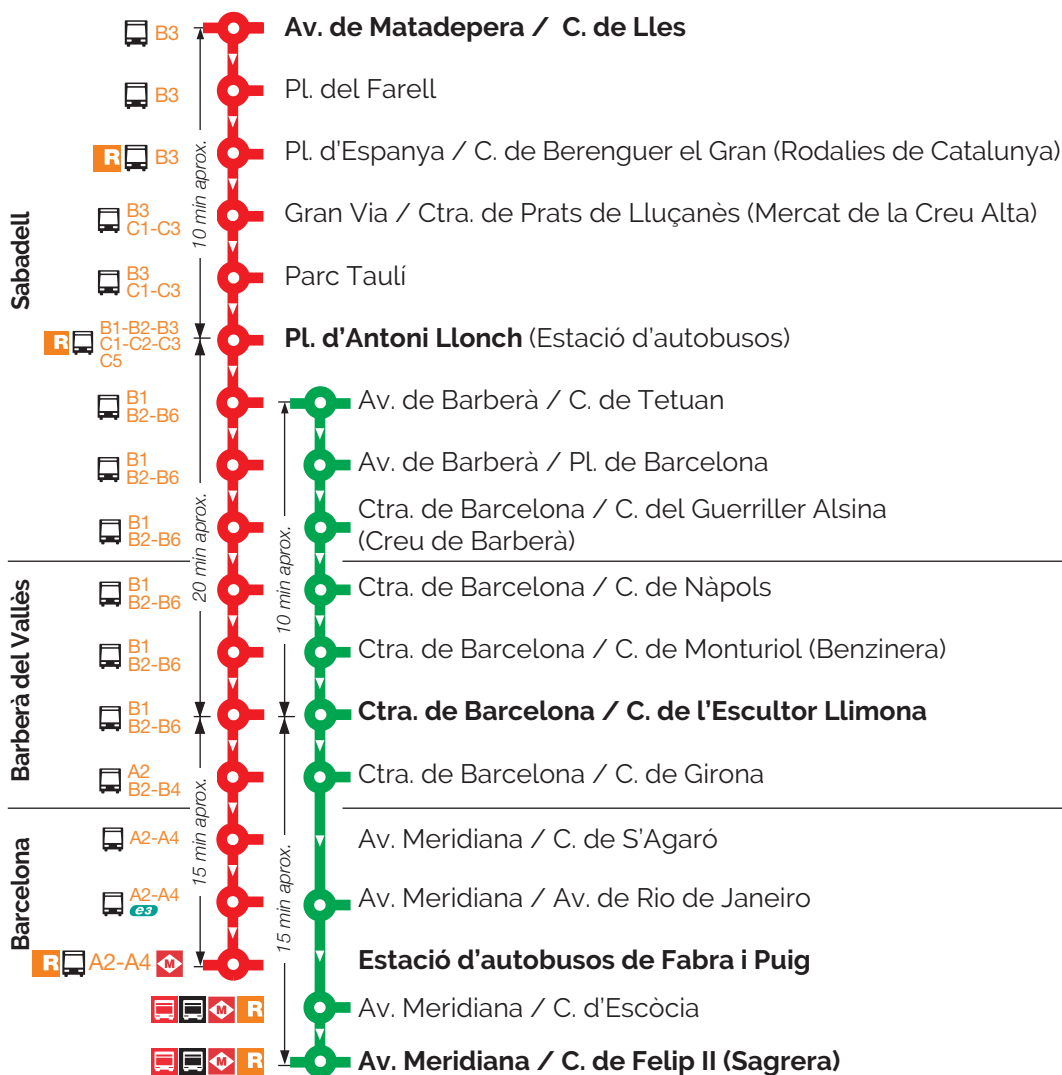 B3
Av. de Matadepera / C. de Lles
B3
Pl. del Farell
R B3
Pl. d'Espanya / C. de Berenguer el Gran (Rodalies de Catalunya)
B3
C1-C3
Gran Via / Ctra. de Prats de Lluçanès (Mercat de la Creu Alta)
B3
C1-C3
Parc Taulí
10 min aprox.
Sabadell
R B1-B2-B3
C1-C2-C3
C5
Pl. d'Antoni Llonch (Estació d'autobusos)
B1
B2-B6
Av. de Barberà / C. de Tetuan
B1
B2-B6
Av. de Barberà / Pl. de Barcelona
B1
B2-B6
Ctra. de Barcelona / C. del Guerriller Alsina
(Creu de Barberà)
20 min aprox.
10 min aprox.
Barberà del Vallès
B1
B2-B6
Ctra. de Barcelona / C. de Nàpols
B1
B2-B6
Ctra. de Barcelona / C. de Monturiol (Benzinera)
B1
B2-B6
Ctra. de Barcelona / C. de l'Escultor Llimona
A2
B2-B4
Ctra. de Barcelona / C. de Girona
15 min aprox.
15 min aprox.
Barcelona
A2-A4
Av. Meridiana / C. de S'Agaró
A2-A4
e3
Av. Meridiana / Av. de Rio de Janeiro
R A2-A4 M
Estació d'autobusos de Fabra i Puig
M R
Av. Meridiana / C. d'Escòcia
M R
Av. Meridiana / C. de Felip II (Sagrera)